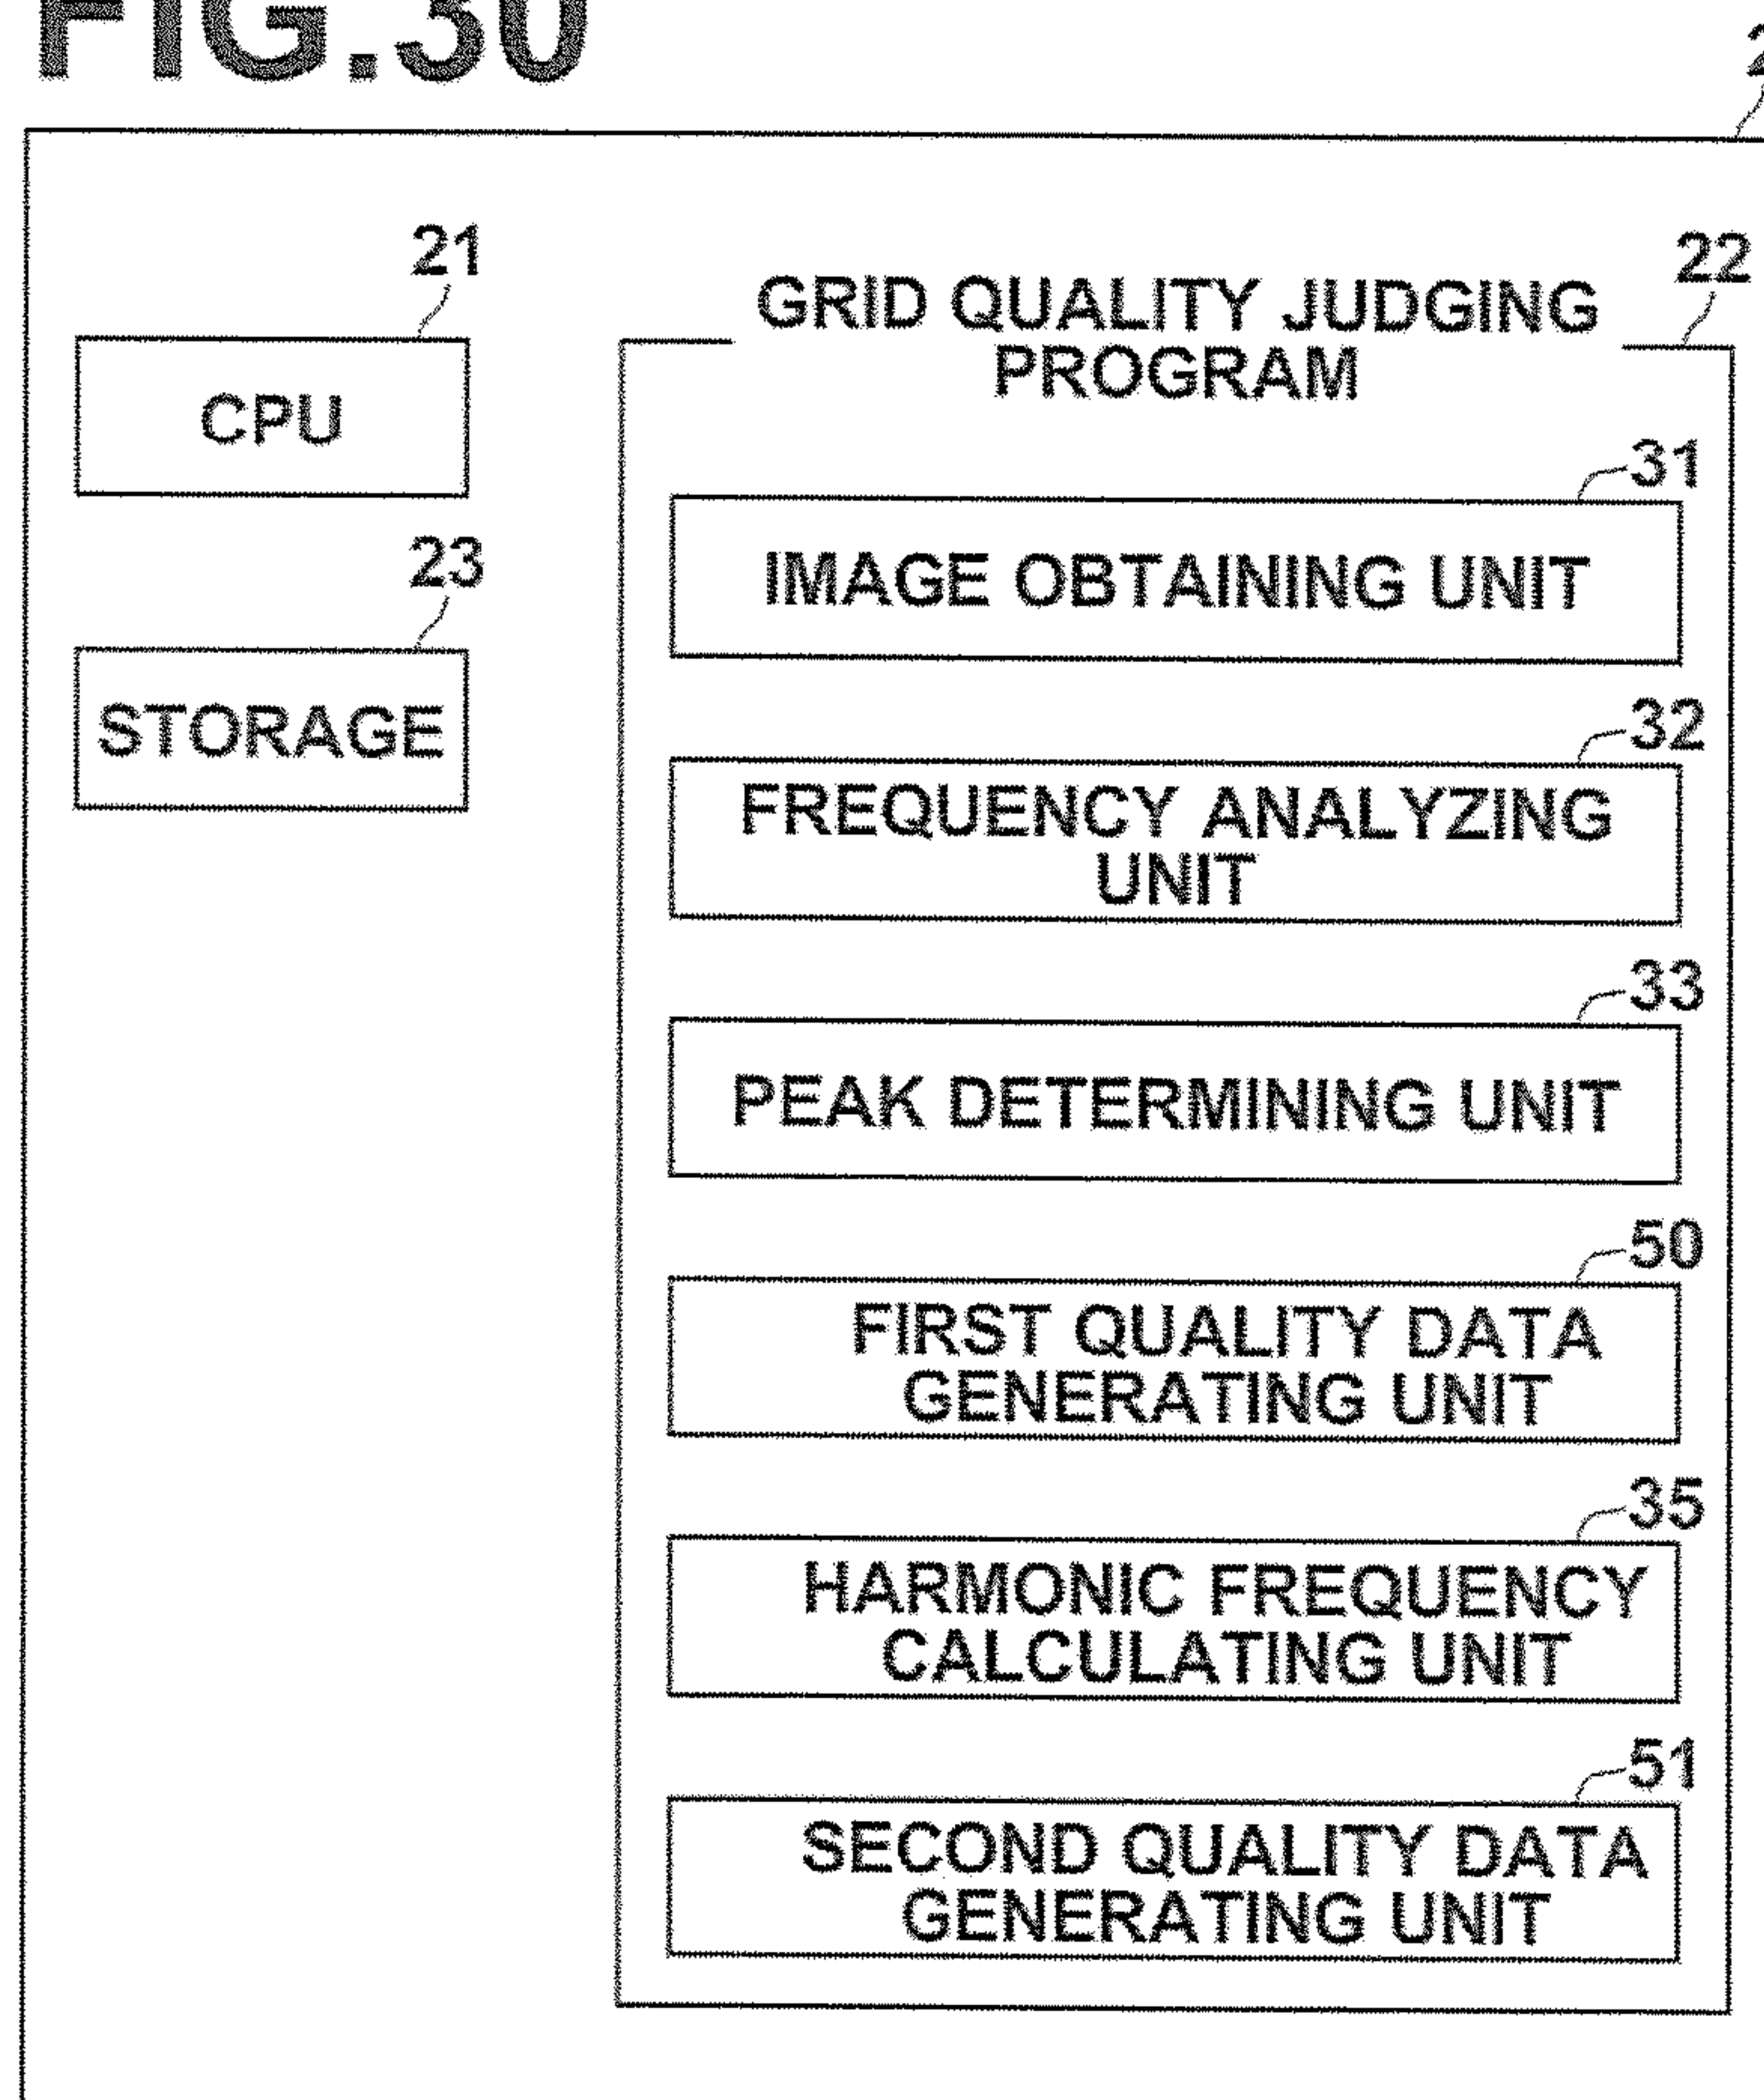 FIG.30
21
22
GRID QUALITY JUDGING
PROGRAM
CPU
31
IMAGE OBTAINING UNIT
23
STORAGE
32
FREQUENCY ANALYZING
UNIT
33
PEAK DETERMINING UNIT
50
FIRST QUALITY DATA
GENERATING UNIT
35
HARMONIC FREQUENCY
CALCULATING UNIT
51
SECOND QUALITY DATA
GENERATING UNIT